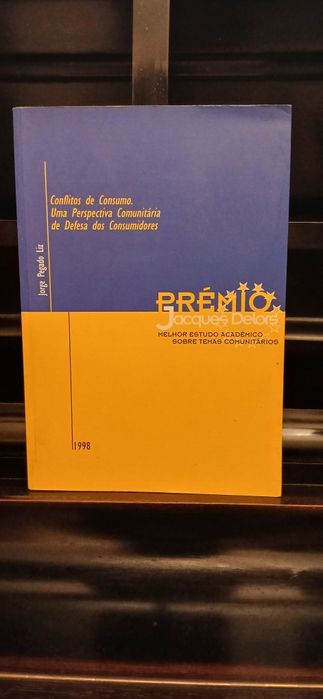 Conflitos de Consumo.
Uma Perspectiva Comunitária
de Defesa dos Consumidores
Jorge Pegado Liz
PRÉMIO
Jacques Delors
MELHOR ESTUDO ACADÉMICO
SOBRE TEMAS COMUNITÁRIOS
1998